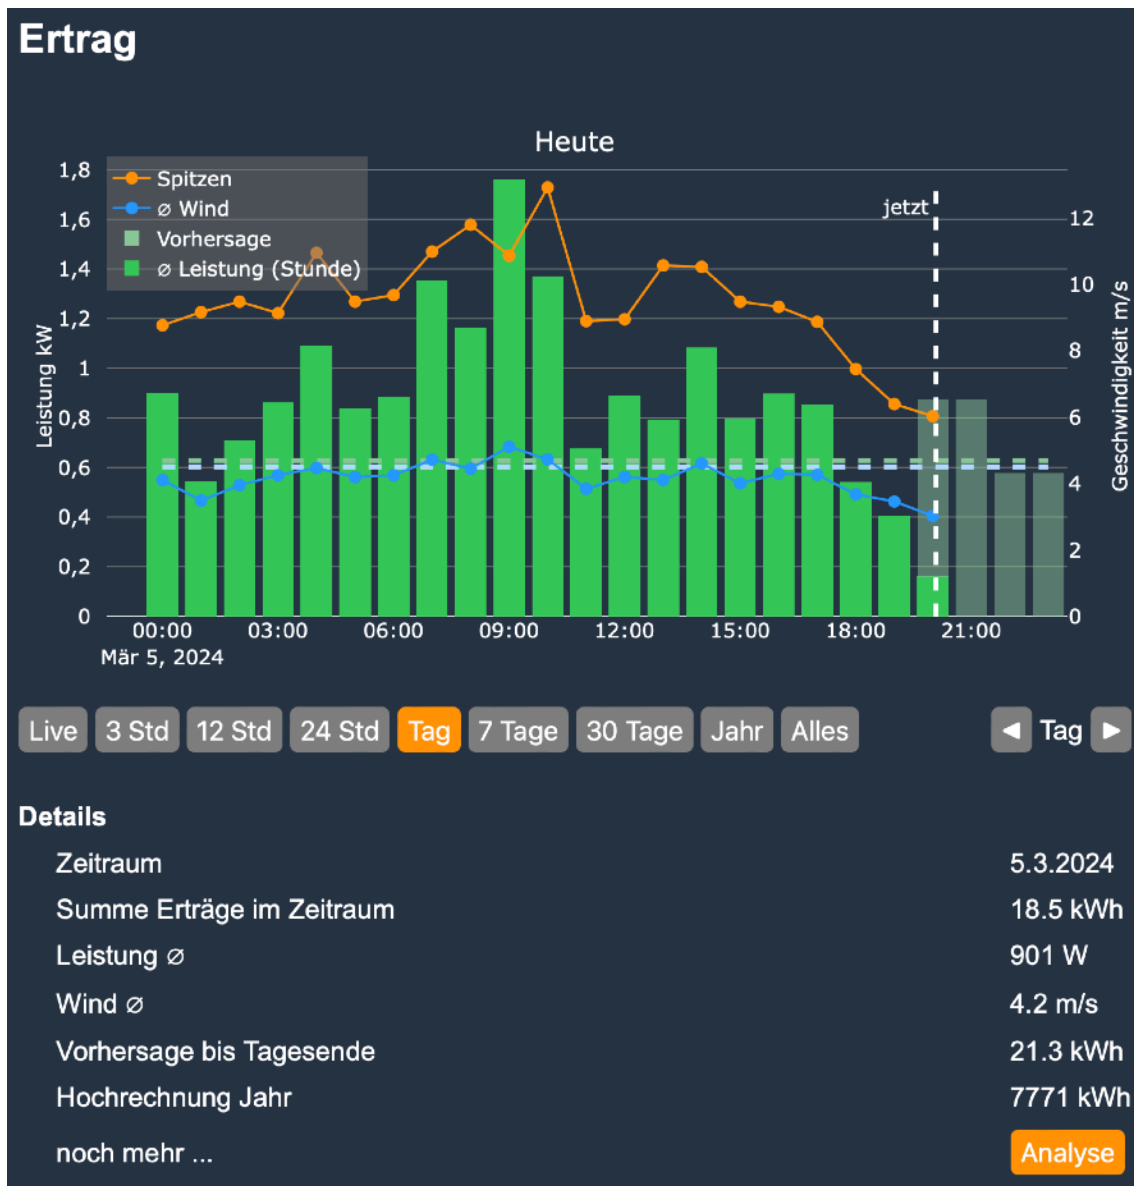 Ertrag
Heute
Spitzen
⌀ Wind
Vorhersage
⌀ Leistung (Stunde)
jetzt
1,8
1,6
1,4
1,2
1
0,8
0,6
0,4
0,2
0
Leistung kW
12
10
8
6
4
2
0
Geschwindigkeit m/s
00:00 03:00 06:00 09:00 12:00 15:00 18:00 21:00
Mär 5, 2024
Live 3 Std 12 Std 24 Std Tag 7 Tage 30 Tage Jahr Alles ◄ Tag ►
Details
Zeitraum 5.3.2024
Summe Erträge im Zeitraum 18.5 kWh
Leistung ∅ 901 W
Wind ∅ 4.2 m/s
Vorhersage bis Tagesende 21.3 kWh
Hochrechnung Jahr 7771 kWh
noch mehr ... Analyse